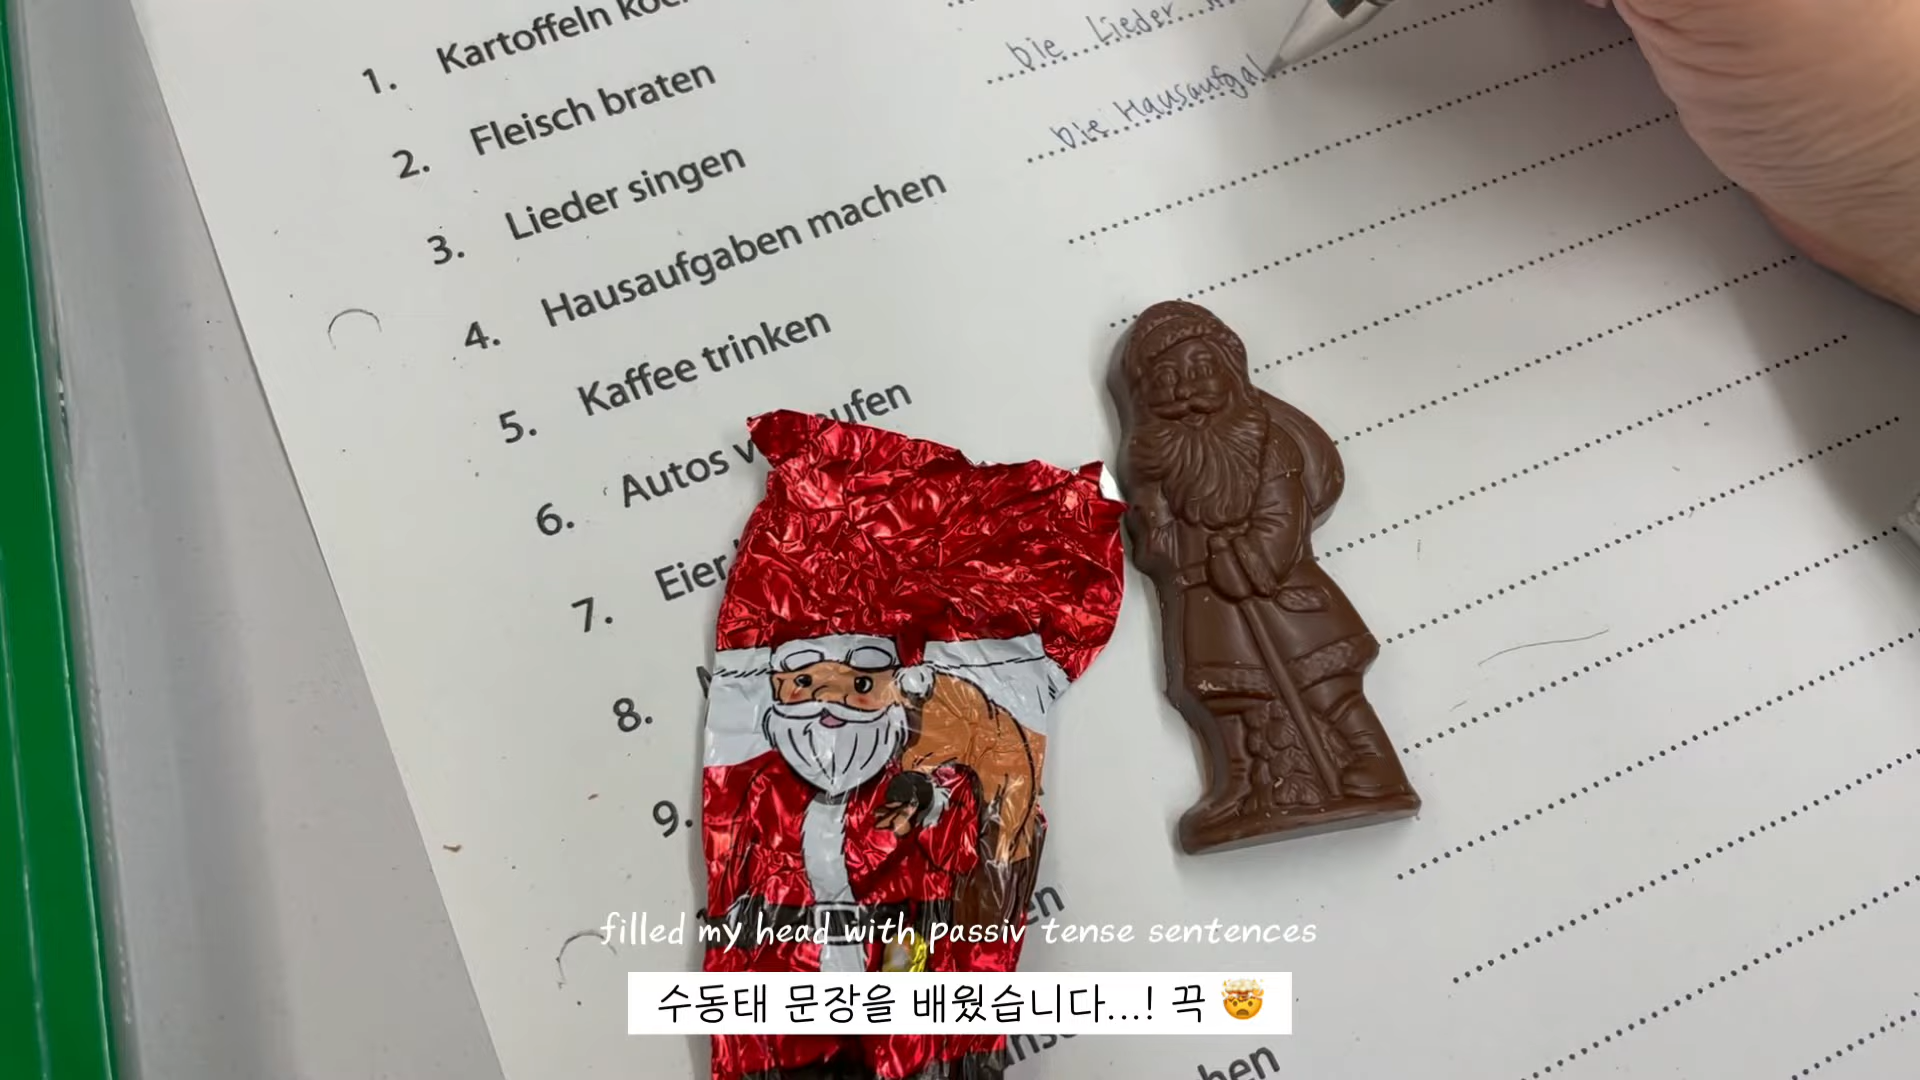 1. Kartoffeln
2. Fleisch braten
3. Lieder singen
4. Hausaufgaben machen
5. Kaffee trinken
6. Autos
7. Eier
8.
9.
die Lieder
die Hausaufga
filled my head with passiv tense sentences
수동태 문장을 배웠습니다...! 끅 🤯